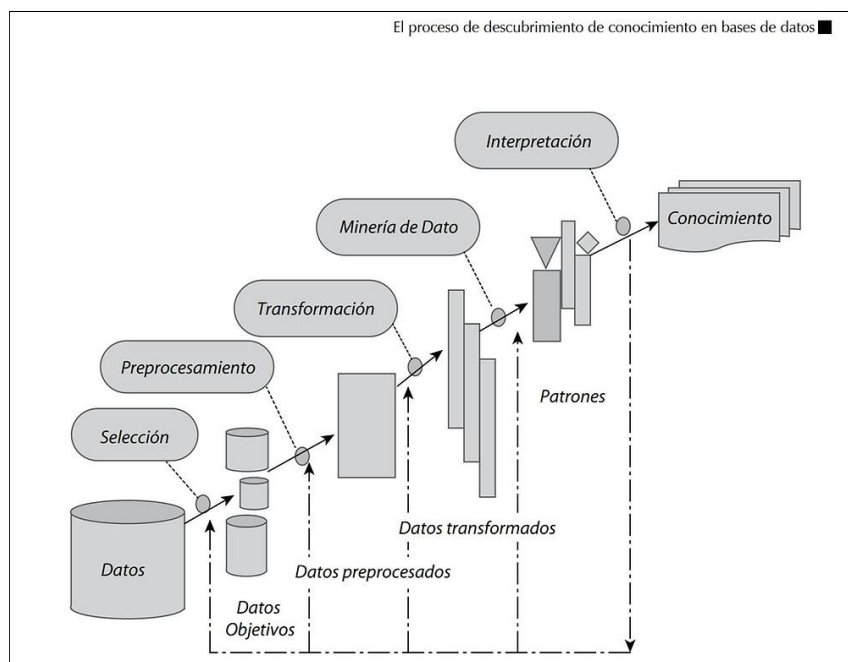 El proceso de descubrimiento de conocimiento en bases de datos
Interpretación
Conocimiento
Minería de Dato
Transformación
Preprocesamiento
Patrones
Selección
Datos transformados
Datos
Datos preprocesados
Datos
Objetivos